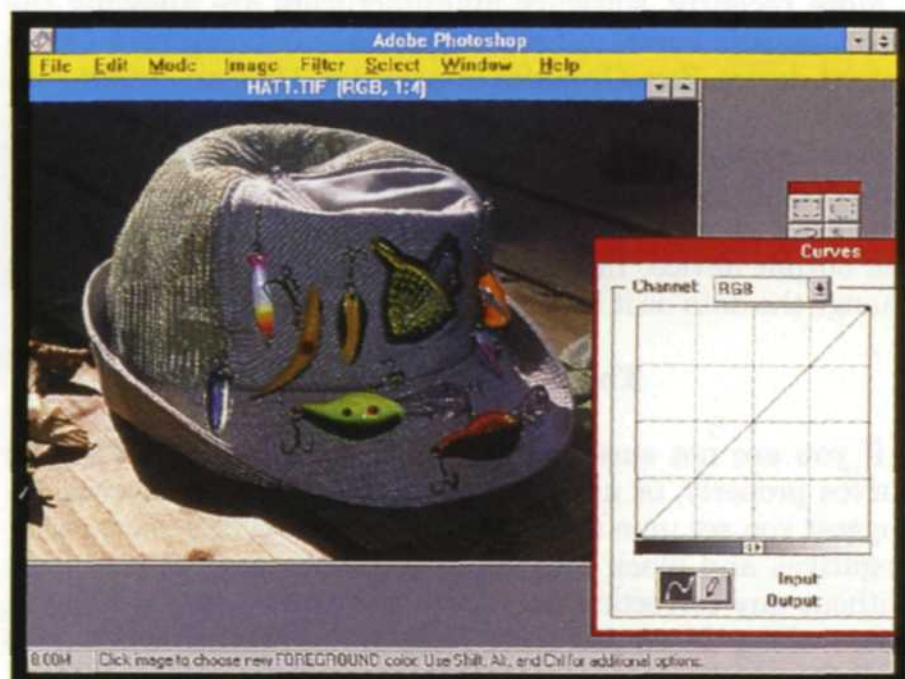 Adobe Photoshop
File Edit Mode Image Filter Select Window Help
HAT1.TIF (RGB, 1:4)
Curves
Channel: RGB
Input:
Output:
8.00M Click image to choose new FOREGROUND color. Use Shift, Alt, and Ctrl for additional options.